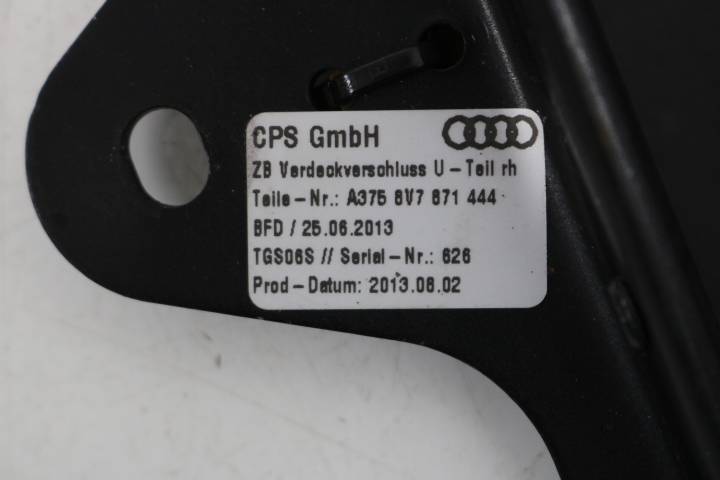 CPS GmbH
ZB Verdeckverschluss U-Teil rh
Teile-Nr.: A375 8V7 871 444
BFD / 25.06.2013
TGS06S // Serial-Nr.: 626
Prod-Datum: 2013.08.02